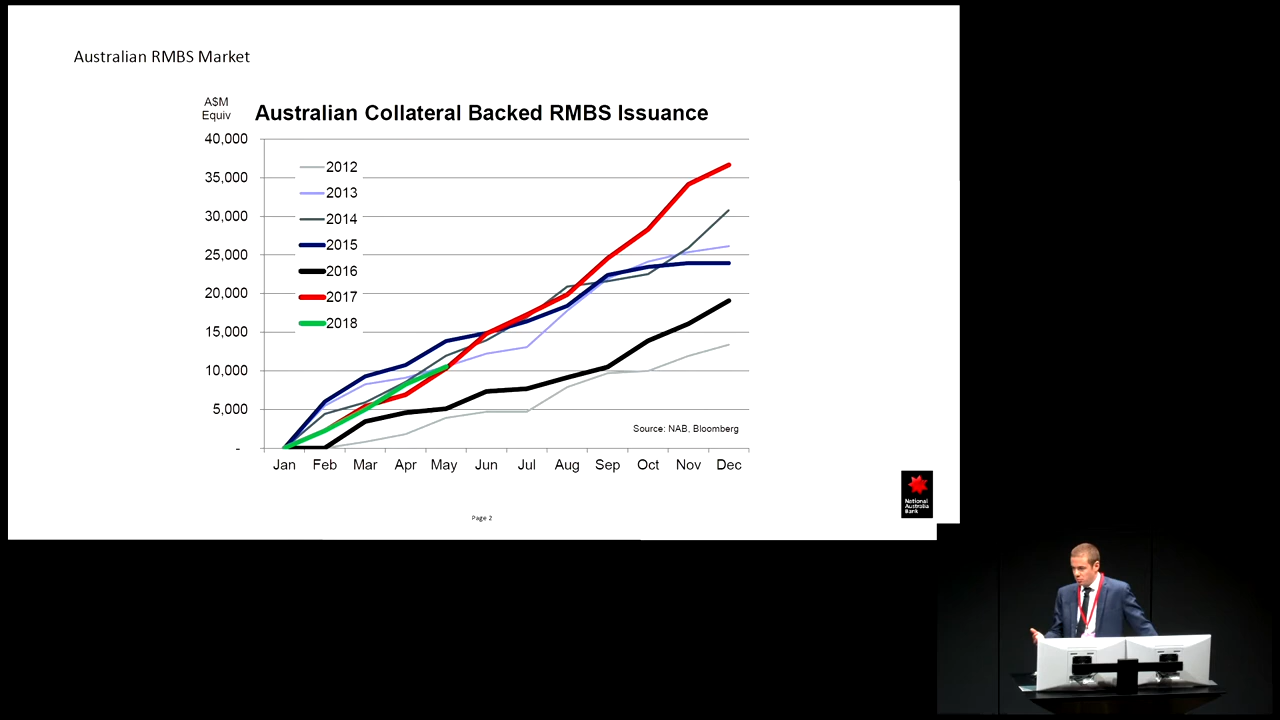 Australian RMBS Market
A$M
Equiv
Australian Collateral Backed RMBS Issuance
40,000
35,000
30,000
25,000
20,000
15,000
10,000
5,000
-
2012
2013
2014
2015
2016
2017
2018
Source: NAB, Bloomberg
Jan Feb Mar Apr May Jun Jul Aug Sep Oct Nov Dec
National
Australia
Bank
Page 2